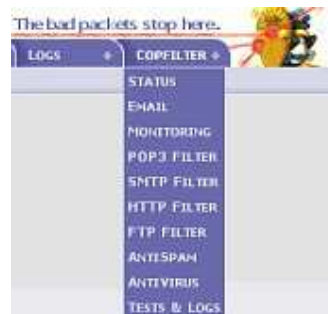 The bad packets stop here.
LOGS COPFILTER
STATUS
EMAIL
MONITORING
POP3 FILTER
SMTP FILTER
HTTP FILTER
FTP FILTER
ANTISPAM
ANTIVIRUS
TESTS & LOGS